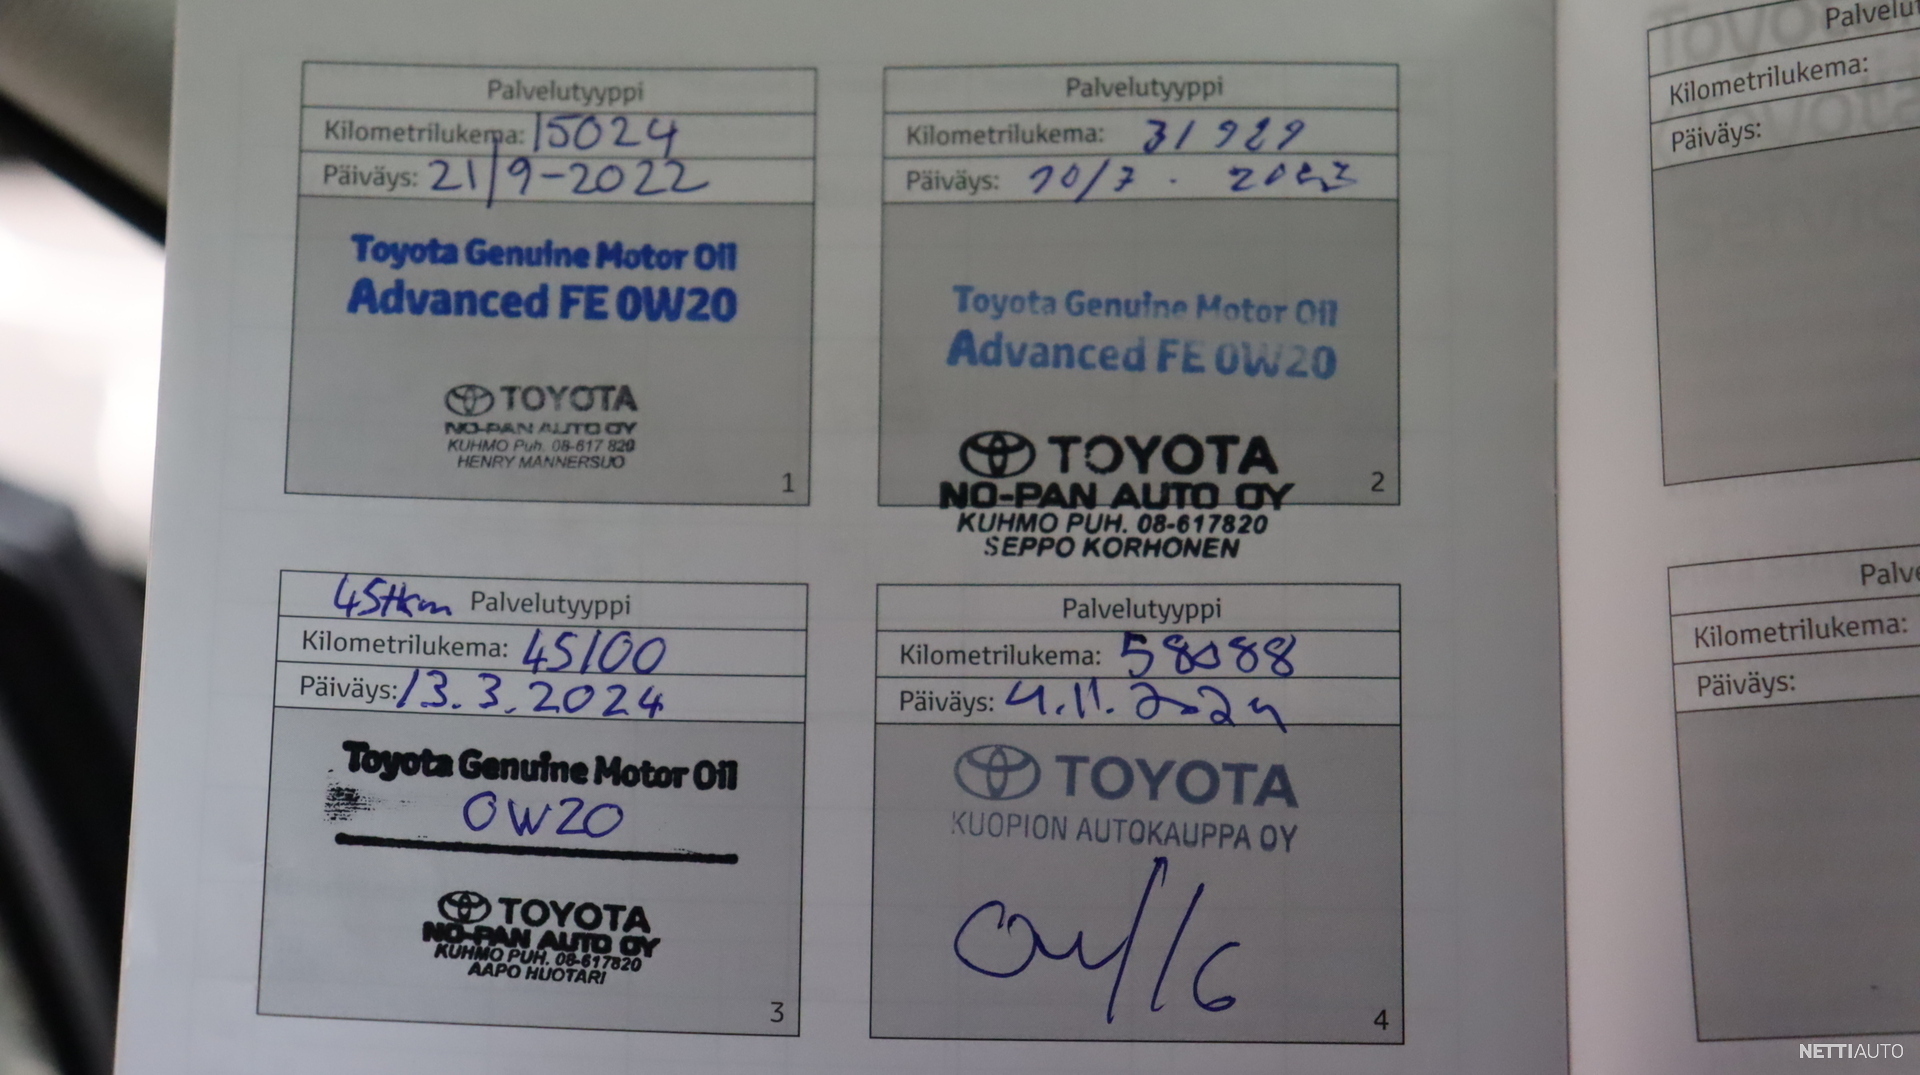 Palvelutyyppi
Kilometrilukema: 15024
Päiväys: 21/9-2022
Toyota Genuine Motor Oil
Advanced FE 0W20
TOYOTA
NO-PAN AUTO OY
KUHMO Puh. 08-617 820
HENRY MANNERSUO
1
Palvelutyyppi
Kilometrilukema: 31929
Päiväys: 10/7 . 2023
Toyota Genuine Motor Oil
Advanced FE 0W20
TOYOTA
NO-PAN AUTO OY
KUHMO PUH. 08-617820
SEPPO KORHONEN
2
45tkm Palvelutyyppi
Kilometrilukema: 45100
Päiväys: 13.3.2024
Toyota Genuine Motor Oil
0W20
TOYOTA
NO-PAN AUTO OY
KUHMO PUH. 08-617820
AAPO HUOTARI
3
Palvelutyyppi
Kilometrilukema: 58088
Päiväys: 4.11.2024
TOYOTA
KUOPION AUTOKAUPPA OY
4
Palvelut
Kilometrilukema:
Päiväys:
Palve
Kilometrilukema:
Päiväys:
NETTIAUTO